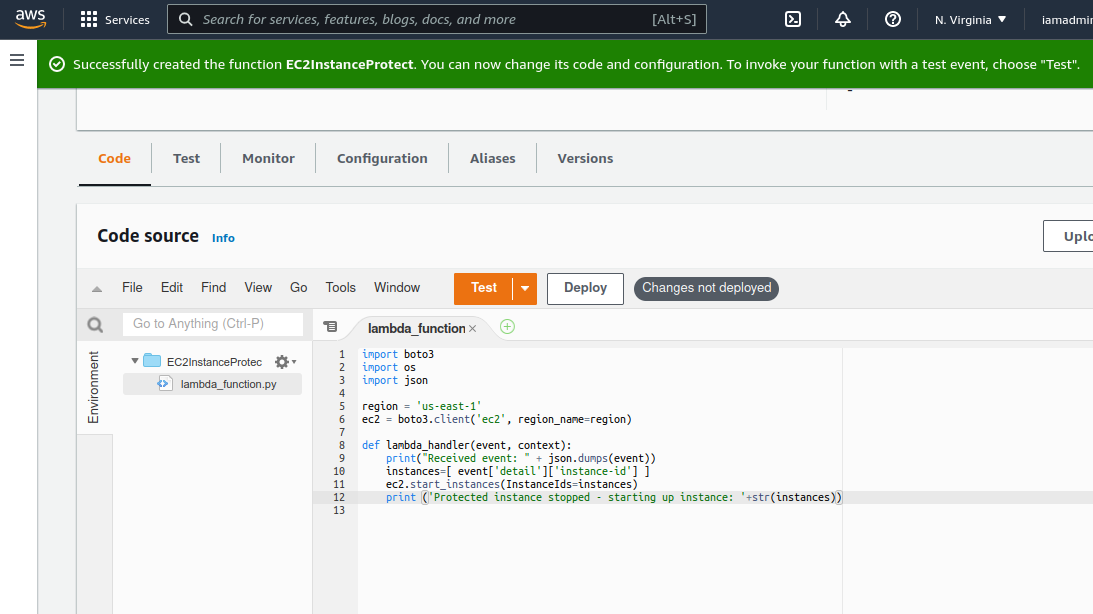 aws Services Search for services, features, blogs, docs, and more [Alt+S] N. Virginia iamadmin
Successfully created the function EC2InstanceProtect. You can now change its code and configuration. To invoke your function with a test event, choose "Test".
Code Test Monitor Configuration Aliases Versions
Code source Info Uplo
File Edit Find View Go Tools Window Test Deploy Changes not deployed
Go to Anything (Ctrl-P) lambda_function
Environment
EC2InstanceProtec
lambda_function.py
1 import boto3
2 import os
3 import json
4
5 region = 'us-east-1'
6 ec2 = boto3.client('ec2', region_name=region)
7
8 def lambda_handler(event, context):
9 print("Received event: " + json.dumps(event))
10 instances=[ event['detail']['instance-id'] ]
11 ec2.start_instances(InstanceIds=instances)
12 print ('Protected instance stopped - starting up instance: '+str(instances))
13